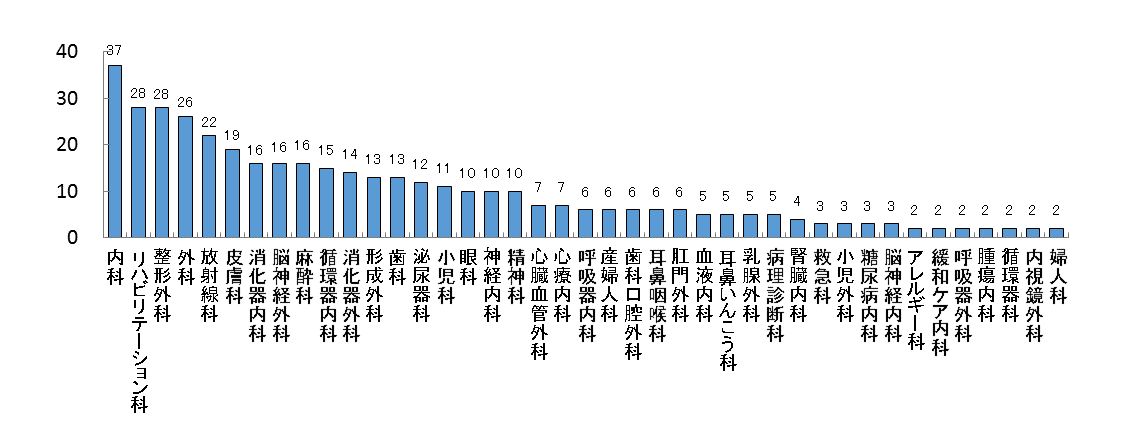 40
30
20
10
0
37
28
28
26
22
19
16
16
16
15
14
13
13
12
11
10
10
10
7
7
6
6
6
6
6
5
5
5
5
4
3
3
3
3
2
2
2
2
2
2
2
内科
リハビリテーション科
整形外科
外科
放射線科
皮膚科
消化器内科
脳神経外科
麻酔科
循環器内科
消化器外科
形成外科
歯科
泌尿器科
小児科
眼科
神経内科
精神科
心臓血管外科
心療内科
呼吸器内科
産婦人科
歯科口腔外科
耳鼻咽喉科
肛門外科
血液内科
耳鼻いんこう科
乳腺外科
病理診断科
腎臓内科
救急科
小児外科
糖尿病内科
脳神経内科
アレルギー科
緩和ケア内科
呼吸器外科
腫瘍内科
循環器科
内視鏡外科
婦人科